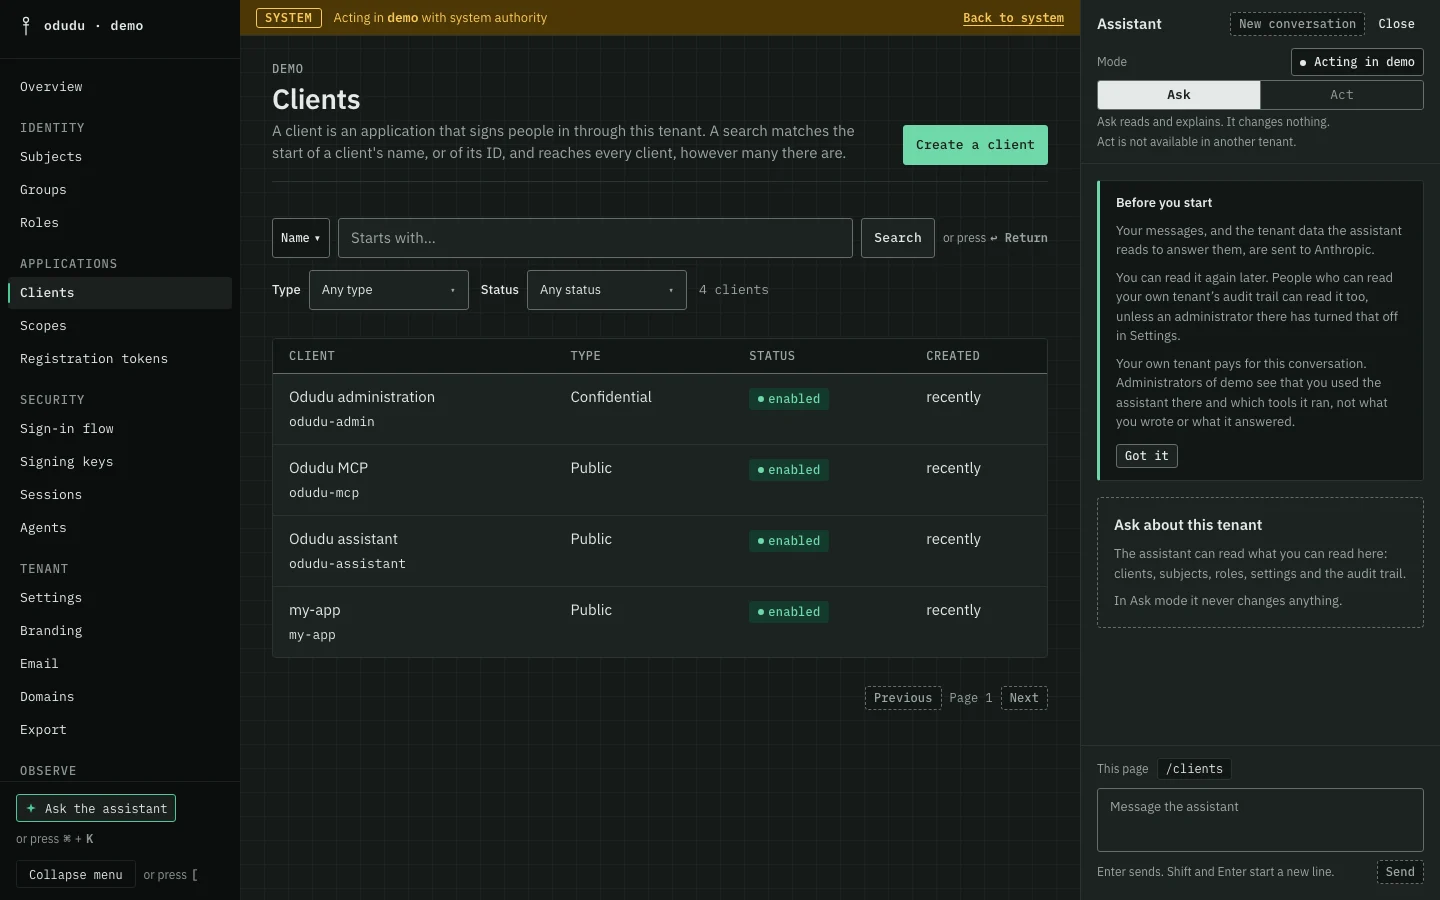 odudu · demo
Overview
IDENTITY
Subjects
Groups
Roles
APPLICATIONS
Clients
Scopes
Registration tokens
SECURITY
Sign-in flow
Signing keys
Sessions
Agents
TENANT
Settings
Branding
Email
Domains
Export
OBSERVE
Ask the assistant
or press ⌘ + K
Collapse menu or press [
SYSTEM Acting in demo with system authority Back to system
DEMO
Clients
A client is an application that signs people in through this tenant. A search matches the
start of a client's name, or of its ID, and reaches every client, however many there are.
Create a client
Name ▾ Starts with... Search or press ↩ Return
Type Any type ▾ Status Any status ▾ 4 clients
CLIENT TYPE STATUS CREATED
Odudu administration Confidential enabled recently
odudu-admin
Odudu MCP Public enabled recently
odudu-mcp
Odudu assistant Public enabled recently
odudu-assistant
my-app Public enabled recently
my-app
Previous Page 1 Next
Assistant New conversation Close
Mode Acting in demo
Ask Act
Ask reads and explains. It changes nothing.
Act is not available in another tenant.
Before you start
Your messages, and the tenant data the assistant
reads to answer them, are sent to Anthropic.
You can read it again later. People who can read
your own tenant's audit trail can read it too,
unless an administrator there has turned that off
in Settings.
Your own tenant pays for this conversation.
Administrators of demo see that you used the
assistant there and which tools it ran, not what
you wrote or what it answered.
Got it
Ask about this tenant
The assistant can read what you can read here:
clients, subjects, roles, settings and the audit trail.
In Ask mode it never changes anything.
This page /clients
Message the assistant
Enter sends. Shift and Enter start a new line. Send